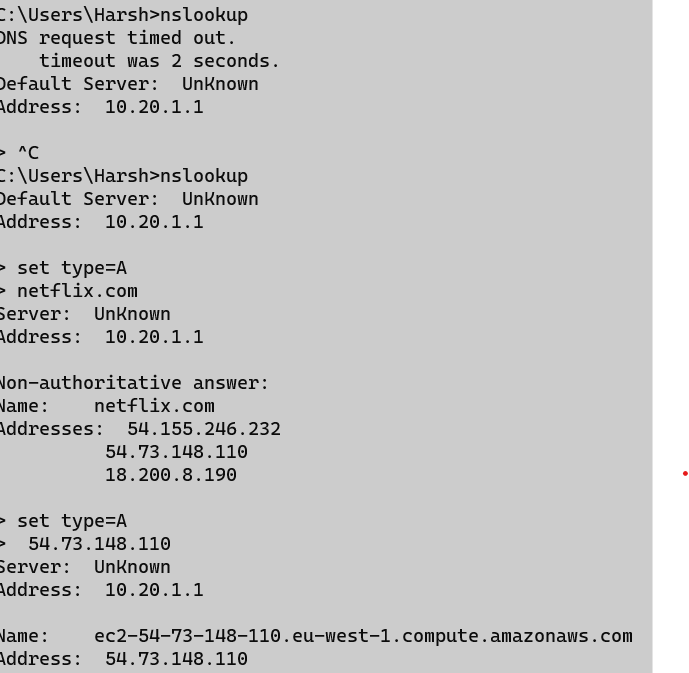 C:\Users\Harsh>nslookup
DNS request timed out.
    timeout was 2 seconds.
Default Server:  UnKnown
Address:  10.20.1.1

> ^C
C:\Users\Harsh>nslookup
Default Server:  UnKnown
Address:  10.20.1.1

> set type=A
> netflix.com
Server:  UnKnown
Address:  10.20.1.1

Non-authoritative answer:
Name:    netflix.com
Addresses:  54.155.246.232
          54.73.148.110
          18.200.8.190

> set type=A
>  54.73.148.110
Server:  UnKnown
Address:  10.20.1.1

Name:    ec2-54-73-148-110.eu-west-1.compute.amazonaws.com
Address:  54.73.148.110